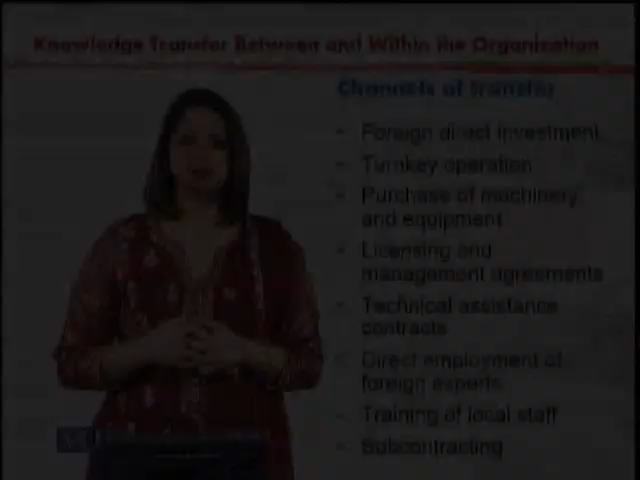 Knowledge Transfer Between and Within the Organization
Channels of transfer
- Foreign direct investment
- Turnkey operation
- Purchase of machinery
and equipment
- Licensing and
management agreements
- Technical assistance
contracts
- Direct employment of
foreign experts
- Training of local staff
- Subcontracting